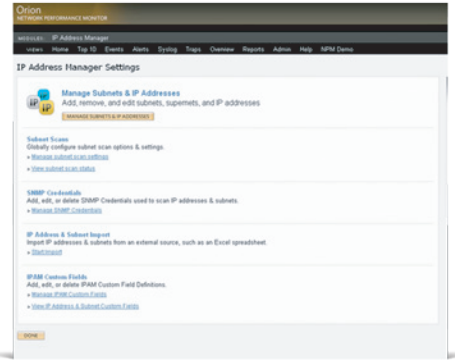 Orion
NETWORK PERFORMANCE MONITOR
MODULES: IP Address Manager
VIEWS Home Top 10 Events Alerts Syslog Traps Overview Reports Admin Help NPM Demo
IP Address Manager Settings
IP
IP
IP
Manage Subnets & IP Addresses
Add, remove, and edit subnets, supernets, and IP addresses
MANAGE SUBNETS & IP ADDRESSES
Subnet Scans
Globally configure subnet scan options & settings.
» Manage subnet scan settings
» View subnet scan status
SNMP Credentials
Add, edit, or delete SNMP Credentials used to scan IP addresses & subnets.
» Manage SNMP Credentials
IP Address & Subnet Import
Import IP addresses & subnets from an external source, such as an Excel spreadsheet.
» Start Import
IPAM Custom Fields
Add, edit, or delete IPAM Custom Field Definitions.
» Manage IPAM Custom Fields
» View IP Address & Subnet Custom Fields
DONE